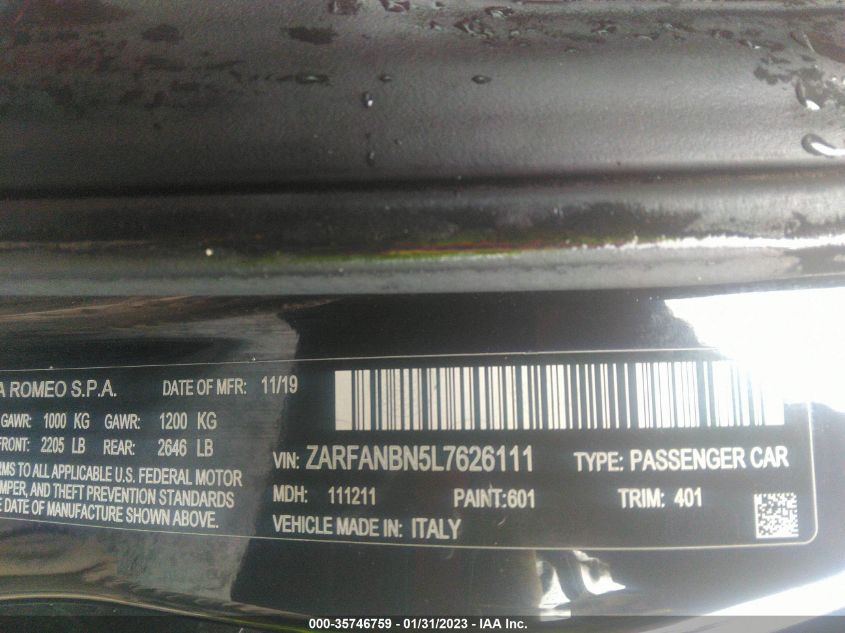 A ROMEO S.P.A. DATE OF MFR: 11/19
GAWR: 1000 KG GAWR: 1200 KG
FRONT: 2205 LB REAR: 2646 LB
TO ALL APPLICABLE U.S. FEDERAL MOTOR
AND THEFT PREVENTION STANDARDS
DATE OF MANUFACTURE SHOWN ABOVE.
VIN: ZARFANBN5L7626111 TYPE: PASSENGER CAR
MDH: 111211 PAINT:601 TRIM: 401
VEHICLE MADE IN: ITALY
000-35746759 — 01/31/2023 — IAA Inc.